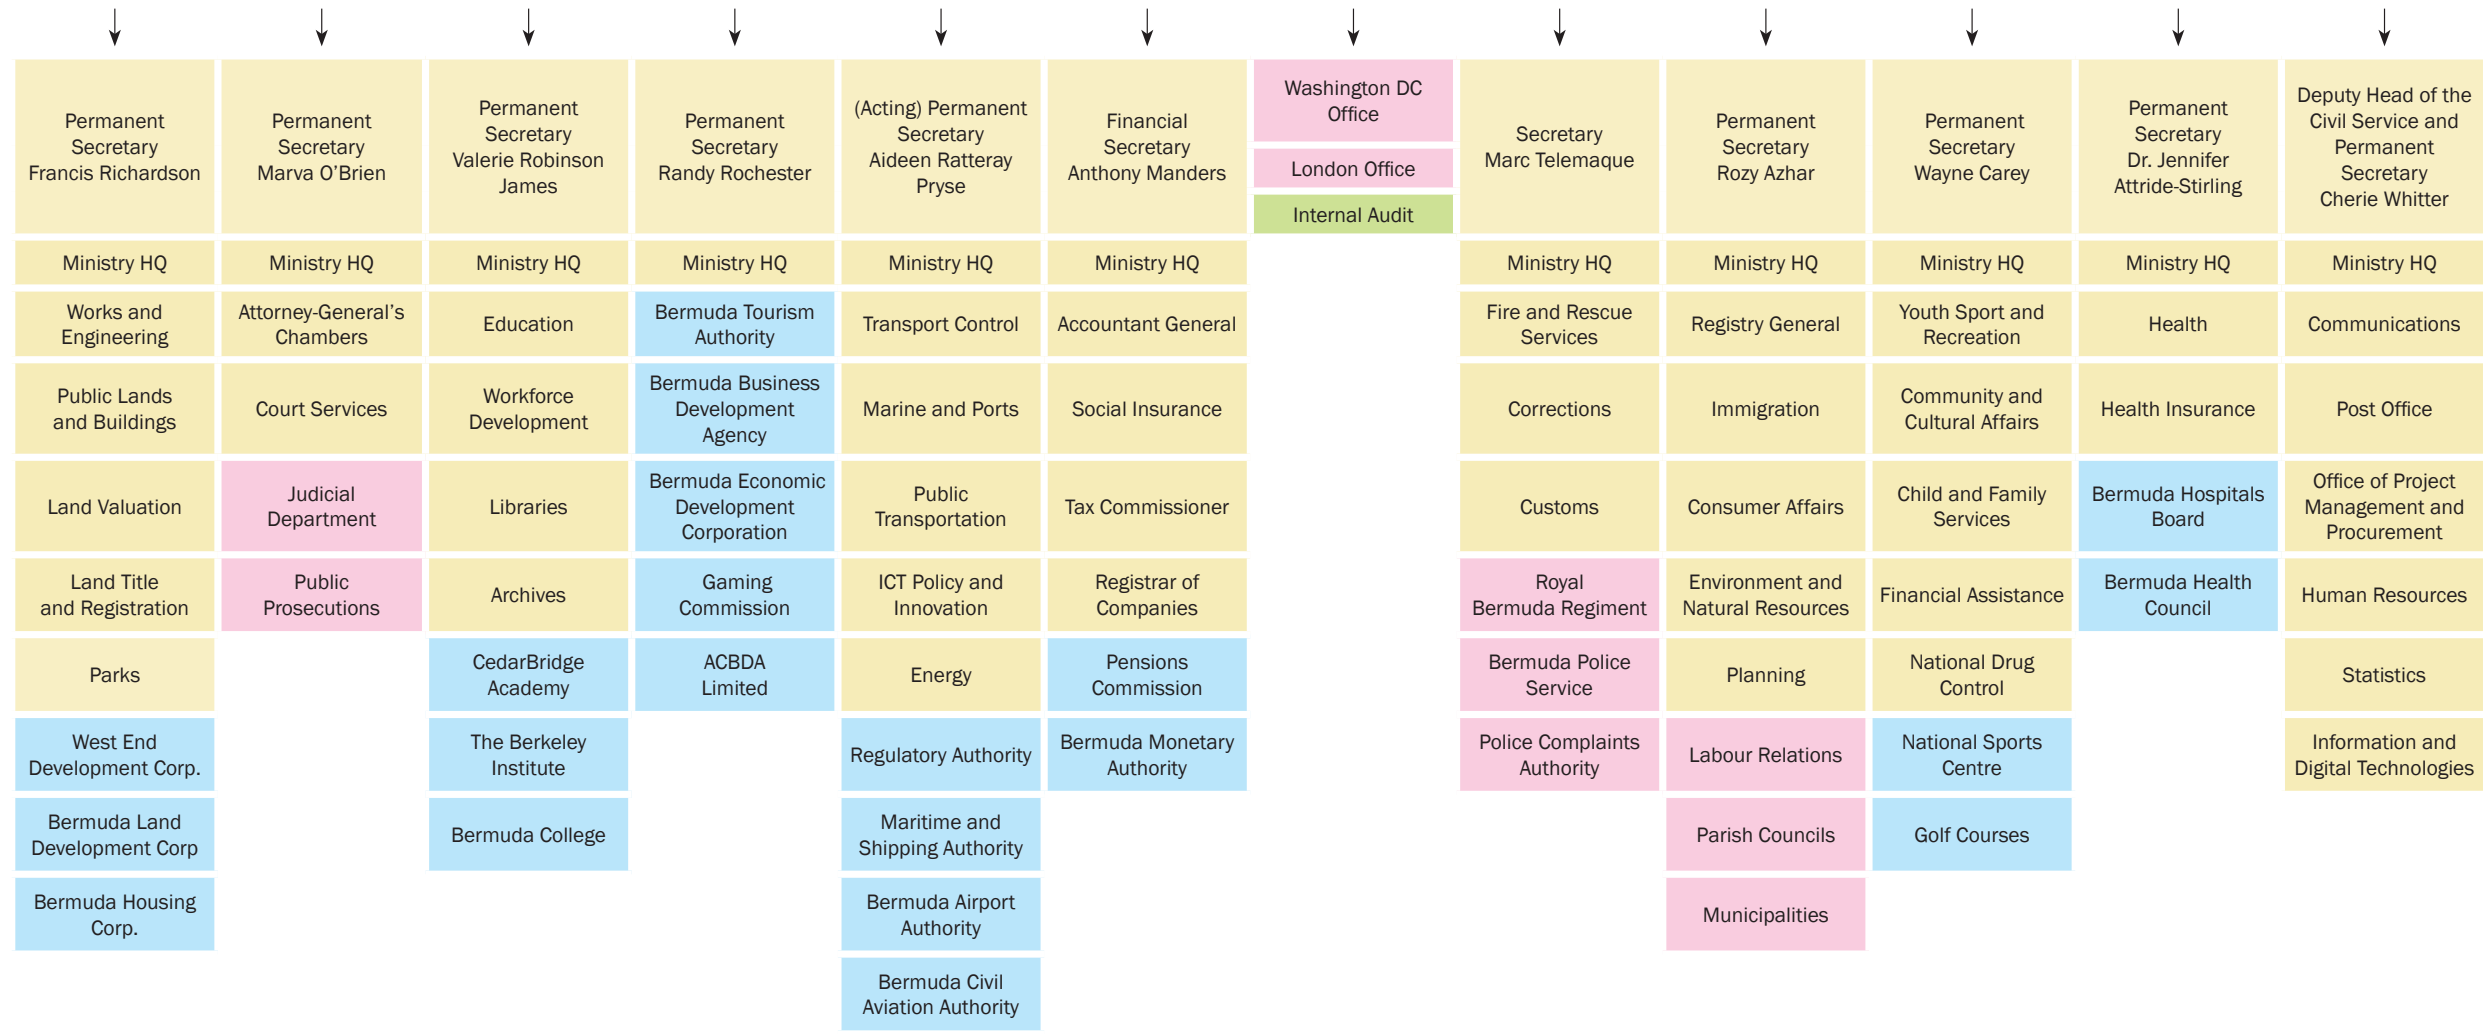 Permanent
Secretary
Francis Richardson
Ministry HQ
Works and
Engineering
Public Lands
and Buildings
Land Valuation
Land Title
and Registration
Parks
West End
Development Corp.
Bermuda Land
Development Corp
Bermuda Housing
Corp.
Permanent
Secretary
Marva O'Brien
Ministry HQ
Attorney-General's
Chambers
Court Services
Judicial
Department
Public
Prosecutions
Permanent
Secretary
Valerie Robinson
James
Ministry HQ
Education
Workforce
Development
Libraries
Archives
CedarBridge
Academy
The Berkeley
Institute
Bermuda College
Permanent
Secretary
Randy Rochester
Ministry HQ
Bermuda Tourism
Authority
Bermuda Business
Development
Agency
Bermuda Economic
Development
Corporation
Gaming
Commission
ACBDA
Limited
(Acting) Permanent
Secretary
Aideen Ratteray
Pryse
Ministry HQ
Transport Control
Marine and Ports
Public
Transportation
ICT Policy and
Innovation
Energy
Regulatory Authority
Maritime and
Shipping Authority
Bermuda Airport
Authority
Bermuda Civil
Aviation Authority
Financial
Secretary
Anthony Manders
Ministry HQ
Accountant General
Social Insurance
Tax Commissioner
Registrar of
Companies
Pensions
Commission
Bermuda Monetary
Authority
Washington DC
Office
London Office
Internal Audit
Secretary
Marc Telemaque
Ministry HQ
Fire and Rescue
Services
Corrections
Customs
Royal
Bermuda Regiment
Bermuda Police
Service
Police Complaints
Authority
Permanent
Secretary
Rozy Azhar
Ministry HQ
Registry General
Immigration
Consumer Affairs
Environment and
Natural Resources
Planning
Labour Relations
Parish Councils
Municipalities
Permanent
Secretary
Wayne Carey
Ministry HQ
Youth Sport and
Recreation
Community and
Cultural Affairs
Child and Family
Services
Financial Assistance
National Drug
Control
National Sports
Centre
Golf Courses
Permanent
Secretary
Dr. Jennifer
Attride-Stirling
Ministry HQ
Health
Health Insurance
Bermuda Hospitals
Board
Bermuda Health
Council
Deputy Head of the
Civil Service and
Permanent
Secretary
Cherie Whitter
Ministry HQ
Communications
Post Office
Office of Project
Management and
Procurement
Human Resources
Statistics
Information and
Digital Technologies